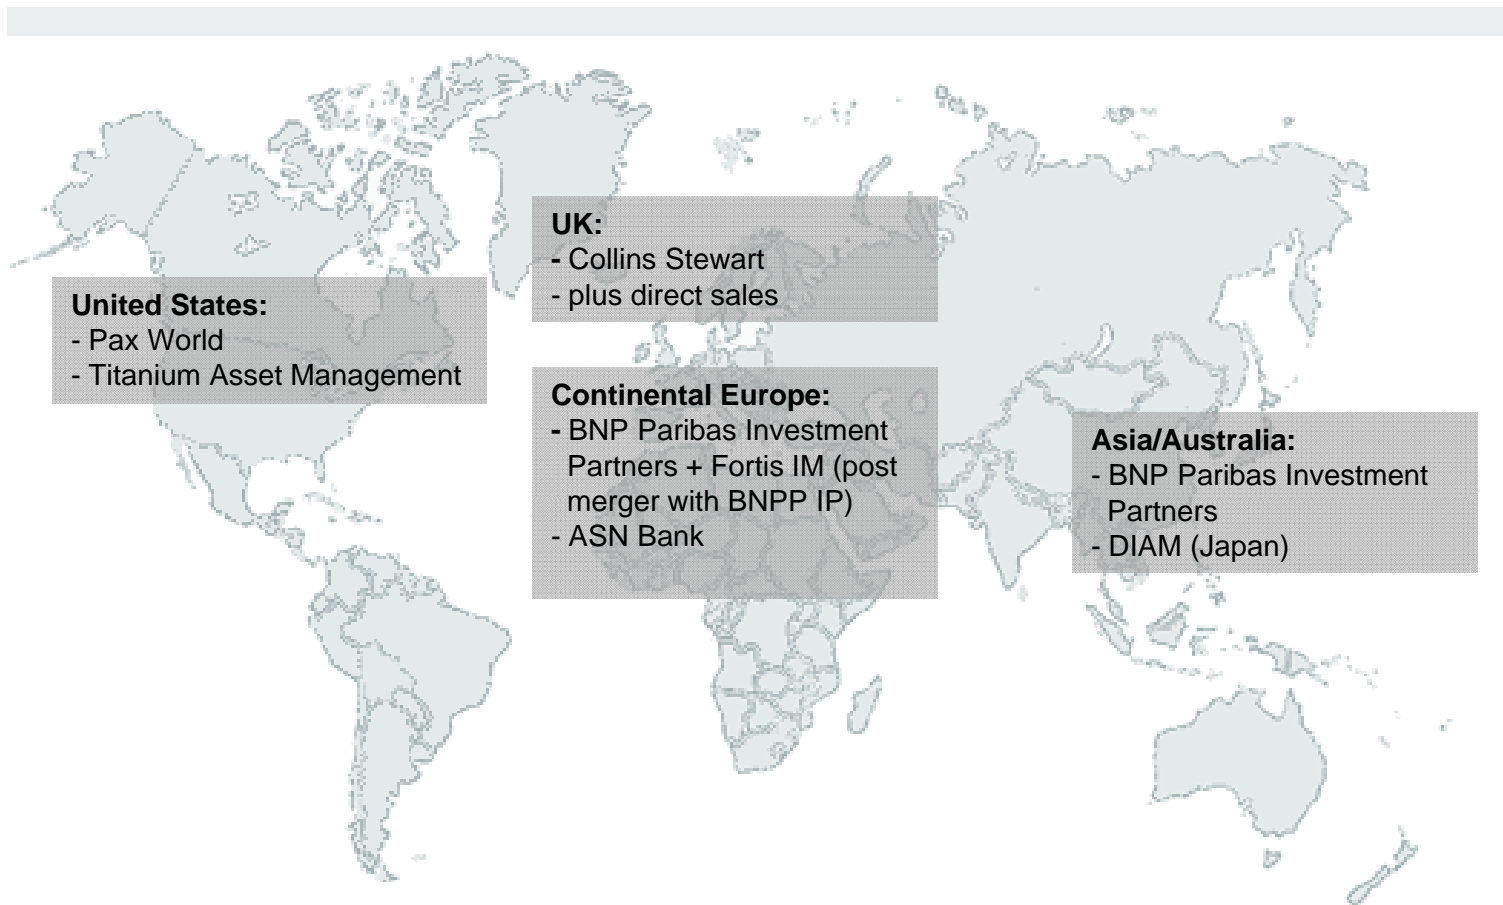 UK:
- Collins Stewart
- plus direct sales
United States:
- Pax World
- Titanium Asset Management
Continental Europe:
- BNP Paribas Investment
Partners + Fortis IM (post
merger with BNPP IP)
- ASN Bank
Asia/Australia:
- BNP Paribas Investment
Partners
- DIAM (Japan)